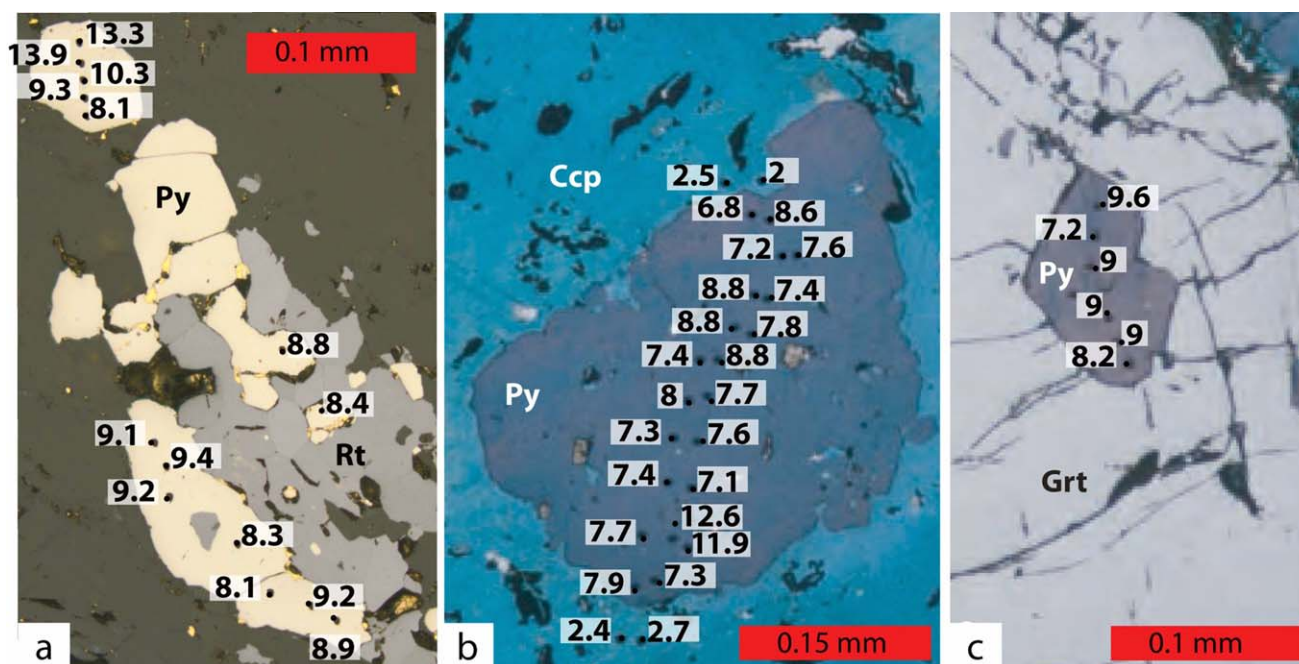 13.3
13.9
10.3
9.3
8.1
0.1 mm
Py
8.8
8.4
9.1
Rt
9.4
9.2
8.3
8.1
9.2
8.9
a
Ccp
2.5 2
6.8 8.6
7.2 7.6
8.8 7.4
8.8 7.8
7.4 8.8
Py
8 7.7
7.3 7.6
7.4 7.1
12.6
7.7
11.9
7.9 7.3
2.4 2.7
b
0.15 mm
9.6
7.2
9
Py
9
9
8.2
Grt
c
0.1 mm